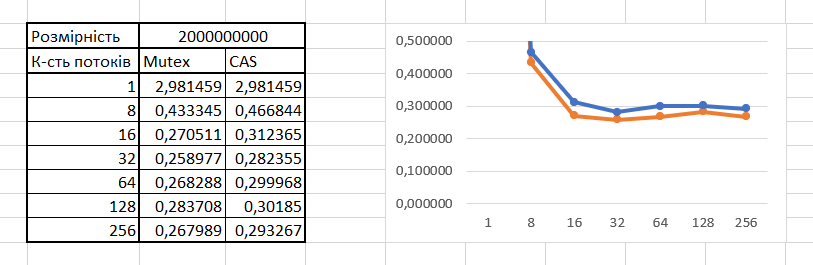 Розмірність 2000000000
К-сть потоків Mutex CAS
1 2,981459 2,981459
8 0,433345 0,466844
16 0,270511 0,312365
32 0,258977 0,282355
64 0,268288 0,299968
128 0,283708 0,30185
256 0,267989 0,293267
0,500000
0,400000
0,300000
0,200000
0,100000
0,000000
1 8 16 32 64 128 256